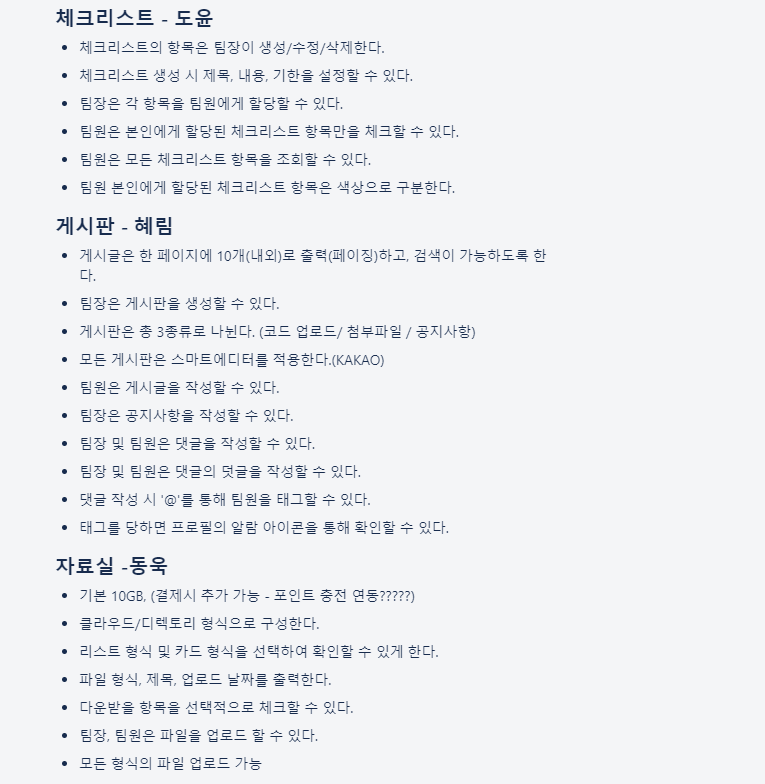 체크리스트 - 도윤
• 체크리스트의 항목은 팀장이 생성/수정/삭제한다.
• 체크리스트 생성 시 제목, 내용, 기한을 설정할 수 있다.
• 팀장은 각 항목을 팀원에게 할당할 수 있다.
• 팀원은 본인에게 할당된 체크리스트 항목만을 체크할 수 있다.
• 팀원은 모든 체크리스트 항목을 조회할 수 있다.
• 팀원 본인에게 할당된 체크리스트 항목은 색상으로 구분한다.
게시판 - 혜림
• 게시글은 한 페이지에 10개(내외)로 출력(페이징)하고, 검색이 가능하도록 한
다.
• 팀장은 게시판을 생성할 수 있다.
• 게시판은 총 3종류로 나뉜다. (코드 업로드/ 첨부파일 / 공지사항)
• 모든 게시판은 스마트에디터를 적용한다.(KAKAO)
• 팀원은 게시글을 작성할 수 있다.
• 팀장은 공지사항을 작성할 수 있다.
• 팀장 및 팀원은 댓글을 작성할 수 있다.
• 팀장 및 팀원은 댓글의 덧글을 작성할 수 있다.
• 댓글 작성 시 '@'를 통해 팀원을 태그할 수 있다.
• 태그를 당하면 프로필의 알람 아이콘을 통해 확인할 수 있다.
자료실 -동욱
• 기본 10GB, (결제시 추가 가능 - 포인트 충전 연동?????)
• 클라우드/디렉토리 형식으로 구성한다.
• 리스트 형식 및 카드 형식을 선택하여 확인할 수 있게 한다.
• 파일 형식, 제목, 업로드 날짜를 출력한다.
• 다운받을 항목을 선택적으로 체크할 수 있다.
• 팀장, 팀원은 파일을 업로드 할 수 있다.
• 모든 형식의 파일 업로드 가능